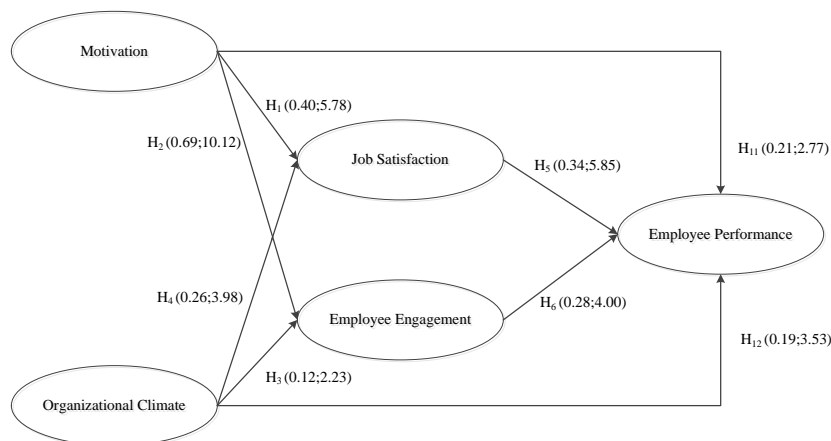 Motivation
H1 (0.40;5.78)
H2 (0.69;10.12)
Job Satisfaction
H5 (0.34;5.85)
H11 (0.21;2.77)
Employee Performance
H4 (0.26;3.98)
Employee Engagement
H6 (0.28;4.00)
H12 (0.19;3.53)
H3 (0.12;2.23)
Organizational Climate